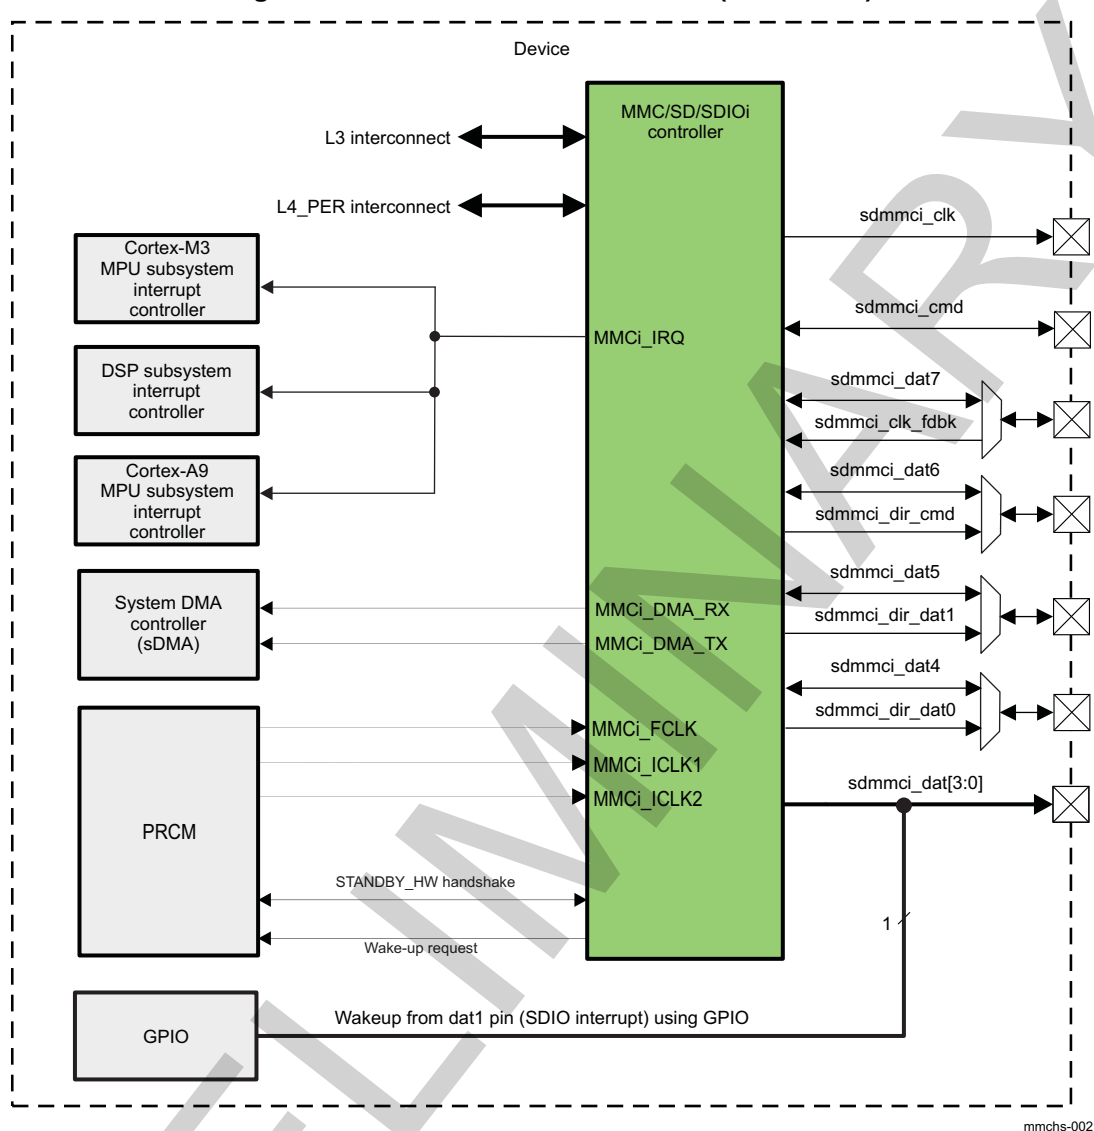 Device
MMC/SD/SDIOi
controller
L3 interconnect
L4_PER interconnect
sdmmci_clk
Cortex-M3
MPU subsystem
interrupt
controller
sdmmci_cmd
MMCi_IRQ
DSP subsystem
interrupt
controller
sdmmci_dat7
sdmmci_clk_fdbk
Cortex-A9
MPU subsystem
interrupt
controller
sdmmci_dat6
sdmmci_dir_cmd
System DMA
controller
(sDMA)
MMCi_DMA_RX
MMCi_DMA_TX
sdmmci_dat5
sdmmci_dir_dat1
sdmmci_dat4
sdmmci_dir_dat0
PRCM
MMCi_FCLK
MMCi_ICLK1
MMCi_ICLK2
sdmmci_dat[3:0]
STANDBY_HW handshake
Wake-up request
1
GPIO
Wakeup from dat1 pin (SDIO interrupt) using GPIO
mmchs-002
ELIMINARY